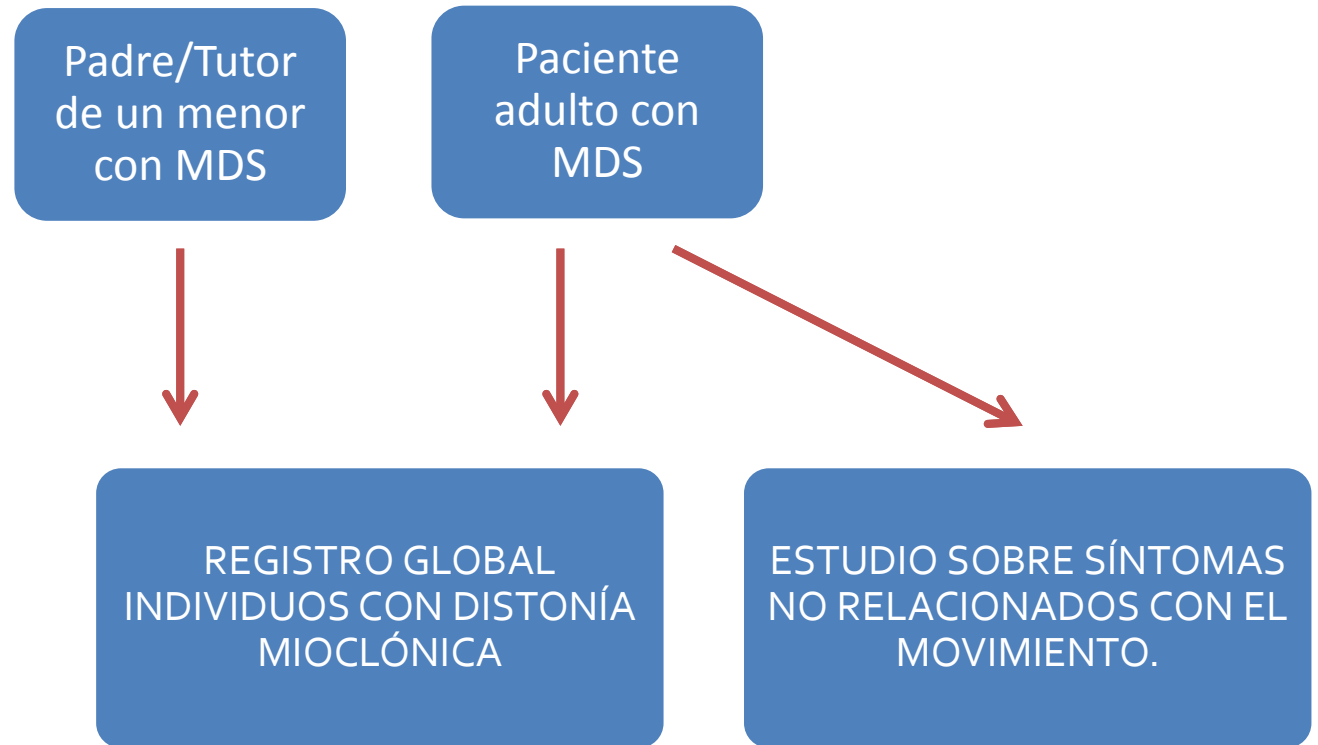 Padre/Tutor
de un menor
con MDS
Paciente
adulto con
MDS
REGISTRO GLOBAL
INDIVIDUOS CON DISTONÍA
MIOCLÓNICA
ESTUDIO SOBRE SÍNTOMAS
NO RELACIONADOS CON EL
MOVIMIENTO.